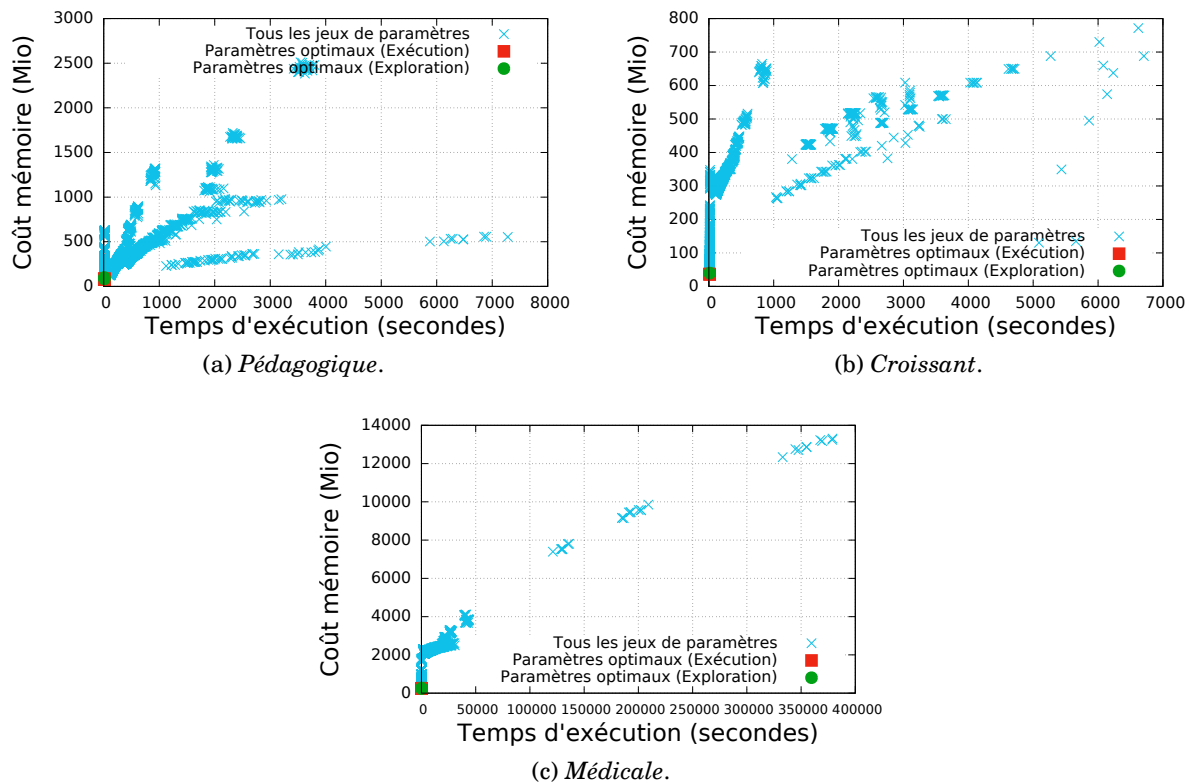 3000
2500
2000
1500
1000
500
0
Coût mémoire (Mio)
Tous les jeux de paramètres
Paramètres optimaux (Exécution)
Paramètres optimaux (Exploration)
0 1000 2000 3000 4000 5000 6000 7000 8000
Temps d'exécution (secondes)
(a) Pédagogique.
800
700
600
500
400
300
200
100
0
Coût mémoire (Mio)
Tous les jeux de paramètres
Paramètres optimaux (Exécution)
Paramètres optimaux (Exploration)
0 1000 2000 3000 4000 5000 6000 7000
Temps d'exécution (secondes)
(b) Croissant.
14000
12000
10000
8000
6000
4000
2000
0
Coût mémoire (Mio)
Tous les jeux de paramètres
Paramètres optimaux (Exécution)
Paramètres optimaux (Exploration)
0 50000 100000 150000 200000 250000 300000 350000 400000
Temps d'exécution (secondes)
(c) Médicale.